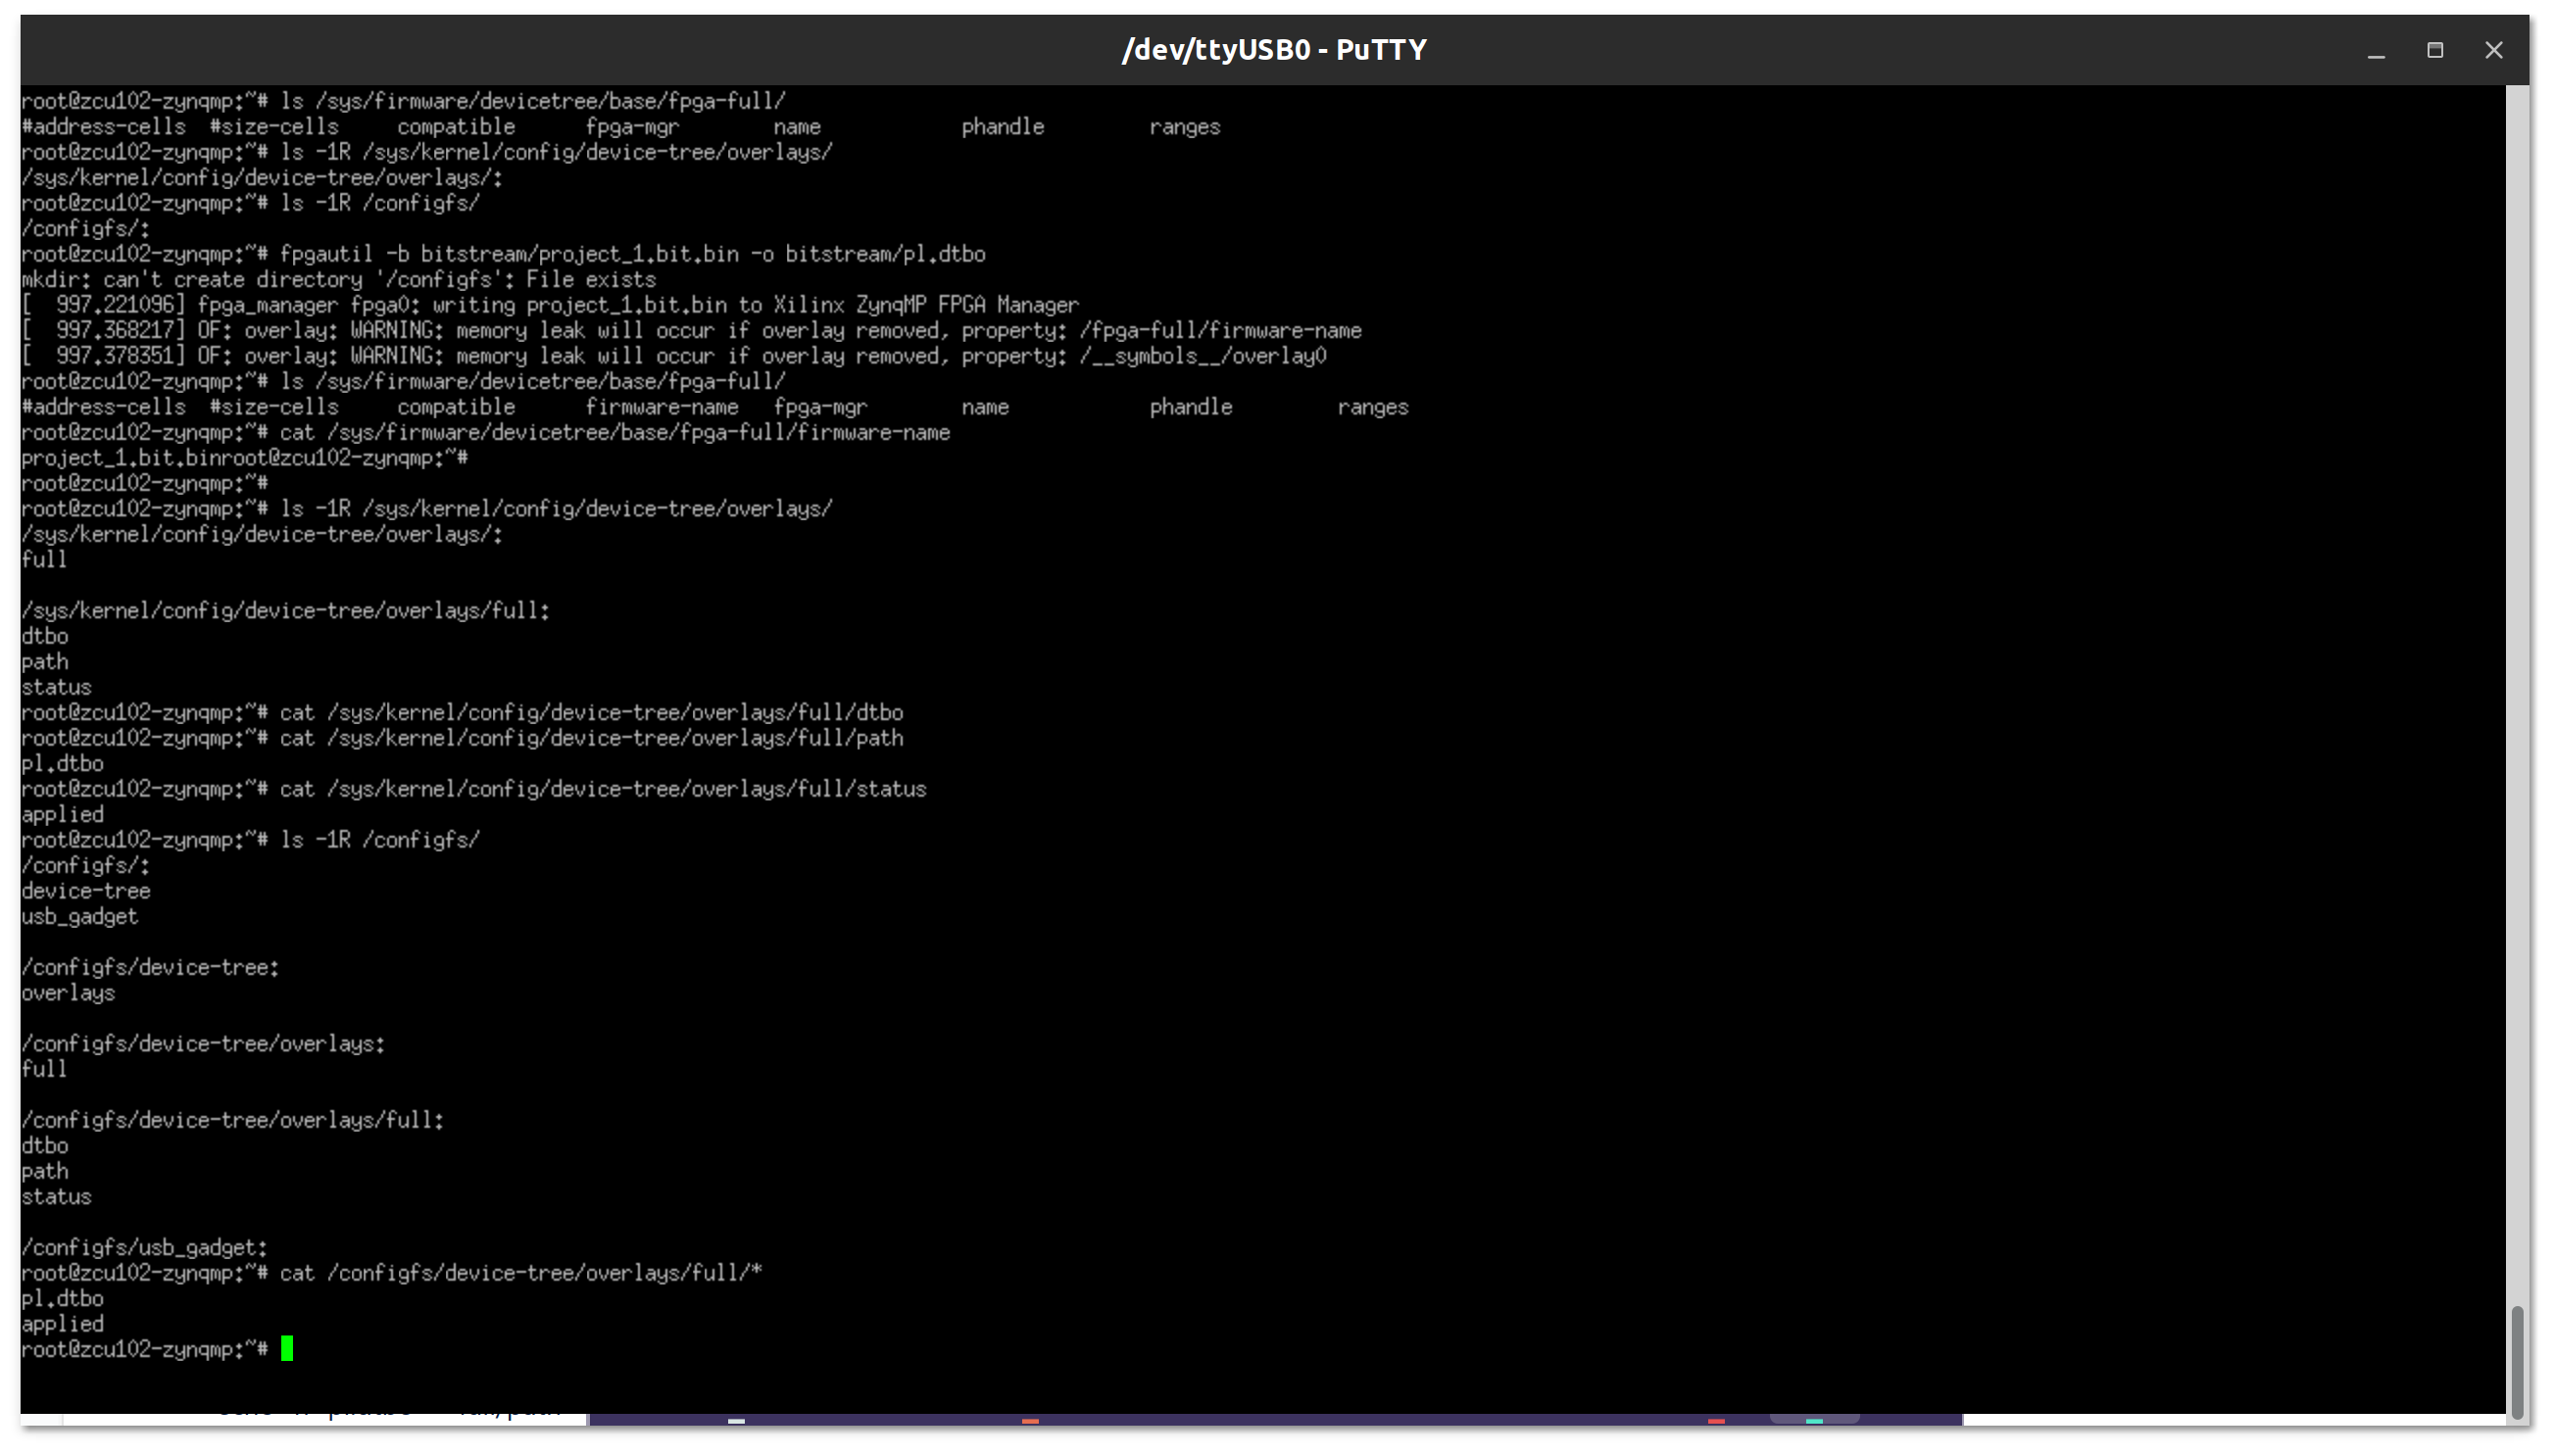 /dev/ttyUSB0 - PuTTY
root@zcu102-zynqmp:~# ls /sys/firmware/devicetree/base/fpga-full/
#address-cells  #size-cells     compatible      fpga-mgr        name            phandle         ranges
root@zcu102-zynqmp:~# ls -1R /sys/kernel/config/device-tree/overlays/
/sys/kernel/config/device-tree/overlays/:
root@zcu102-zynqmp:~# ls -1R /configfs/
/configfs/:
root@zcu102-zynqmp:~# fpgautil -b bitstream/project_1.bit.bin -o bitstream/pl.dtbo
mkdir: can't create directory '/configfs': File exists
[  997.221096] fpga_manager fpga0: writing project_1.bit.bin to Xilinx ZynqMP FPGA Manager
[  997.368217] OF: overlay: WARNING: memory leak will occur if overlay removed, property: /fpga-full/firmware-name
[  997.378351] OF: overlay: WARNING: memory leak will occur if overlay removed, property: /__symbols__/overlay0
root@zcu102-zynqmp:~# ls /sys/firmware/devicetree/base/fpga-full/
#address-cells  #size-cells     compatible      firmware-name   fpga-mgr        name            phandle         ranges
root@zcu102-zynqmp:~# cat /sys/firmware/devicetree/base/fpga-full/firmware-name
project_1.bit.binroot@zcu102-zynqmp:~#
root@zcu102-zynqmp:~#
root@zcu102-zynqmp:~# ls -1R /sys/kernel/config/device-tree/overlays/
/sys/kernel/config/device-tree/overlays/:
full

/sys/kernel/config/device-tree/overlays/full:
dtbo
path
status
root@zcu102-zynqmp:~# cat /sys/kernel/config/device-tree/overlays/full/dtbo
root@zcu102-zynqmp:~# cat /sys/kernel/config/device-tree/overlays/full/path
pl.dtbo
root@zcu102-zynqmp:~# cat /sys/kernel/config/device-tree/overlays/full/status
applied
root@zcu102-zynqmp:~# ls -1R /configfs/
/configfs/:
device-tree
usb_gadget

/configfs/device-tree:
overlays

/configfs/device-tree/overlays:
full

/configfs/device-tree/overlays/full:
dtbo
path
status

/configfs/usb_gadget:
root@zcu102-zynqmp:~# cat /configfs/device-tree/overlays/full/*
pl.dtbo
applied
root@zcu102-zynqmp:~#